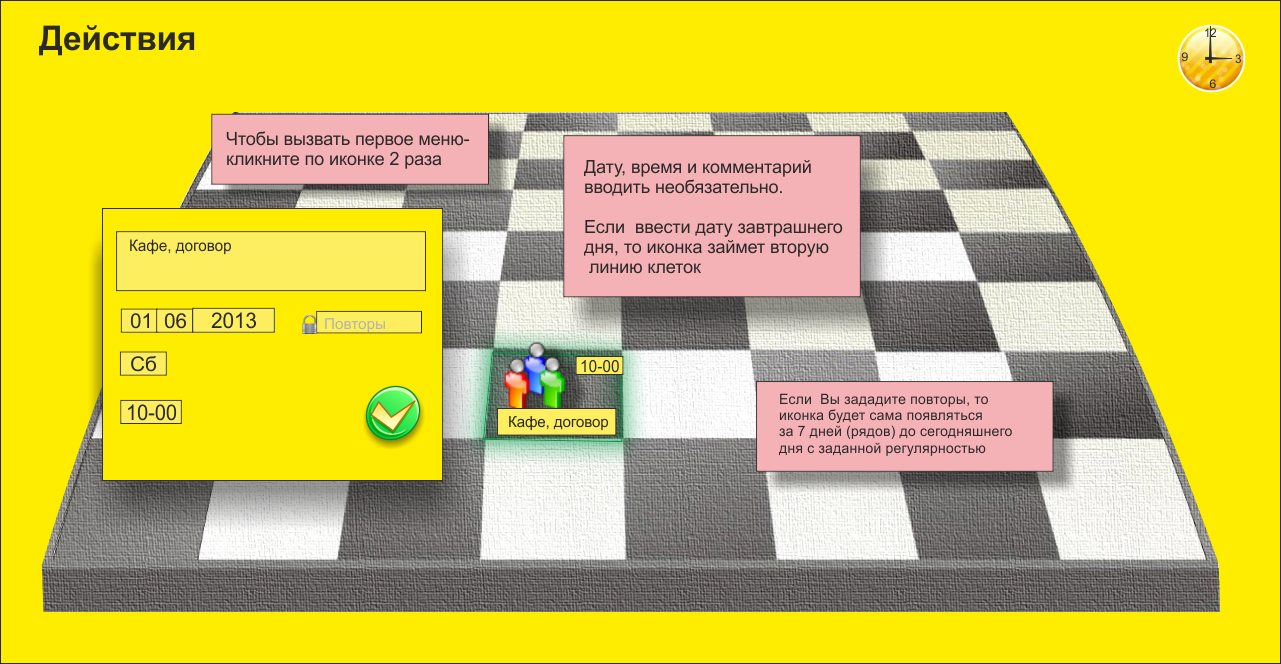 Действия
12
9
3
6
Чтобы вызвать первое меню-
кликните по иконке 2 раза
Дату, время и комментарий
вводить необязательно.
Если ввести дату завтрашнего
дня, то иконка займет вторую
линию клеток
Кафе, договор
01 06 2013
Повторы
Сб
10-00
10-00
Кафе, договор
Если Вы зададите повторы, то
иконка будет сама появляться
за 7 дней (рядов) до сегодняшнего
дня с заданной регулярностью